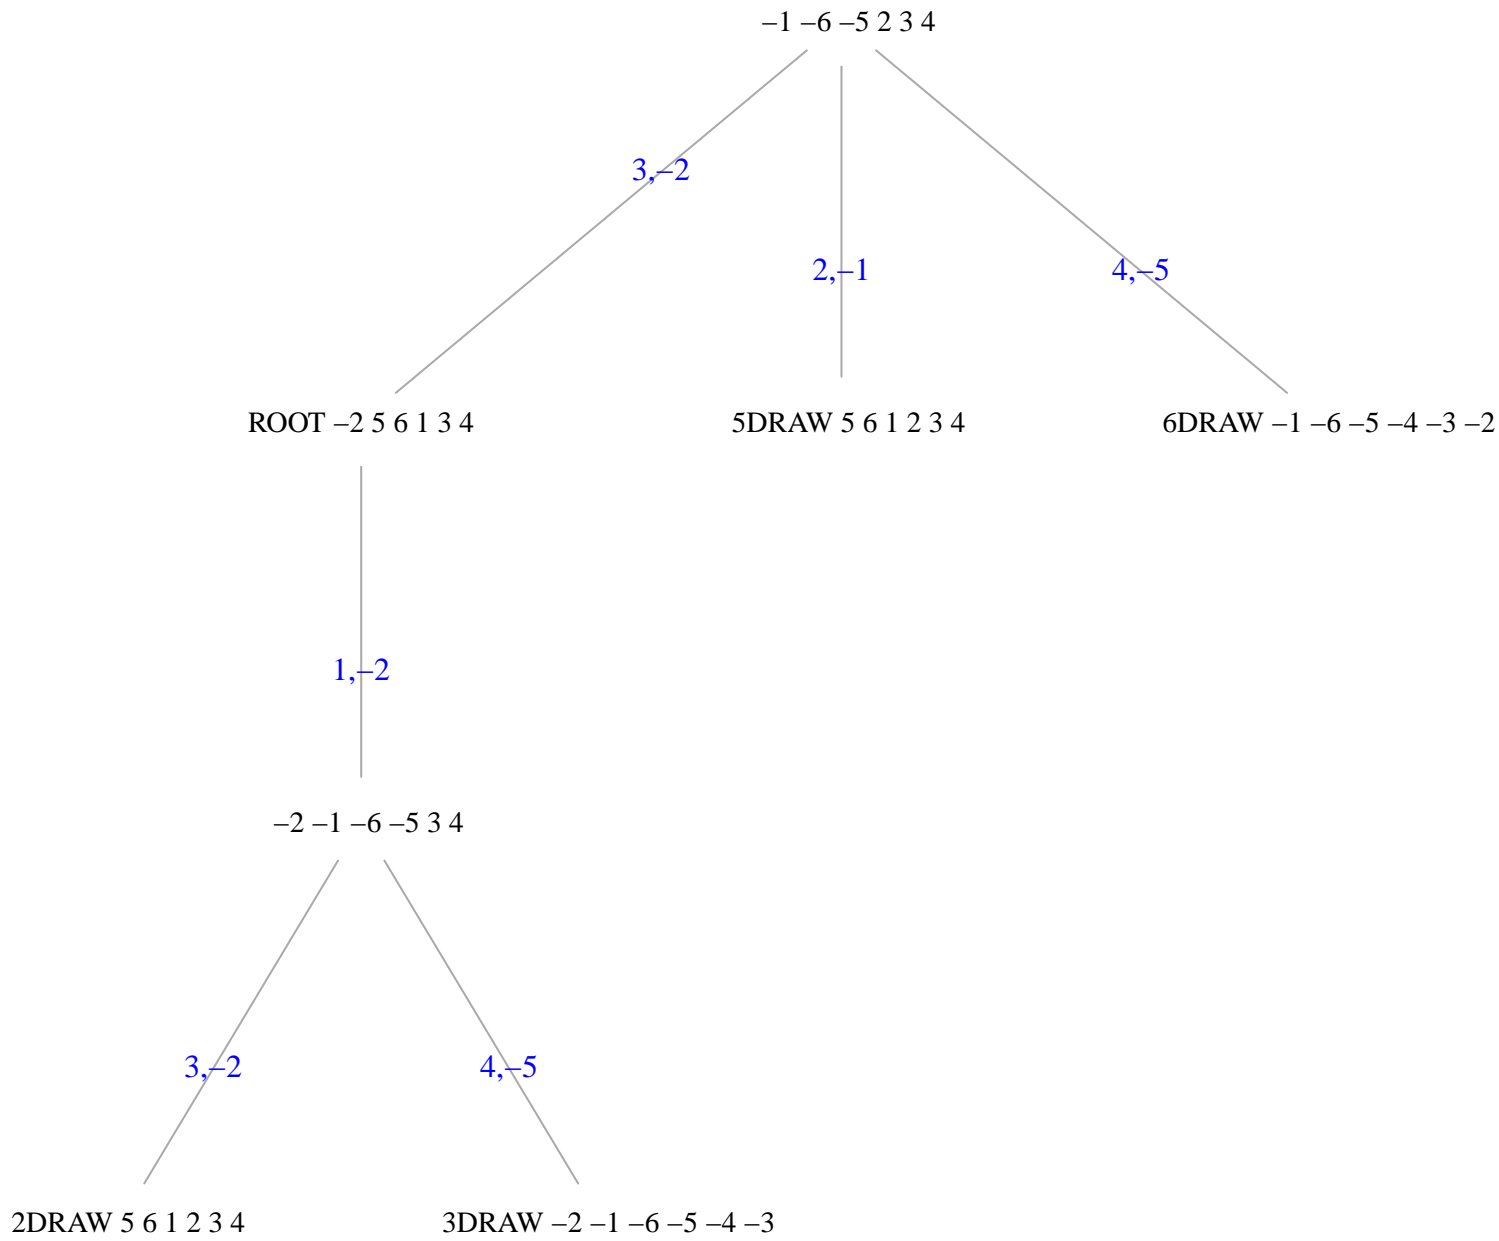 –1 –6 –5 2 3 4
3,–2
2,–1
4,–5
ROOT –2 5 6 1 3 4
5DRAW 5 6 1 2 3 4
6DRAW –1 –6 –5 –4 –3 –2
1,–2
–2 –1 –6 –5 3 4
3,–2
4,–5
2DRAW 5 6 1 2 3 4
3DRAW –2 –1 –6 –5 –4 –3